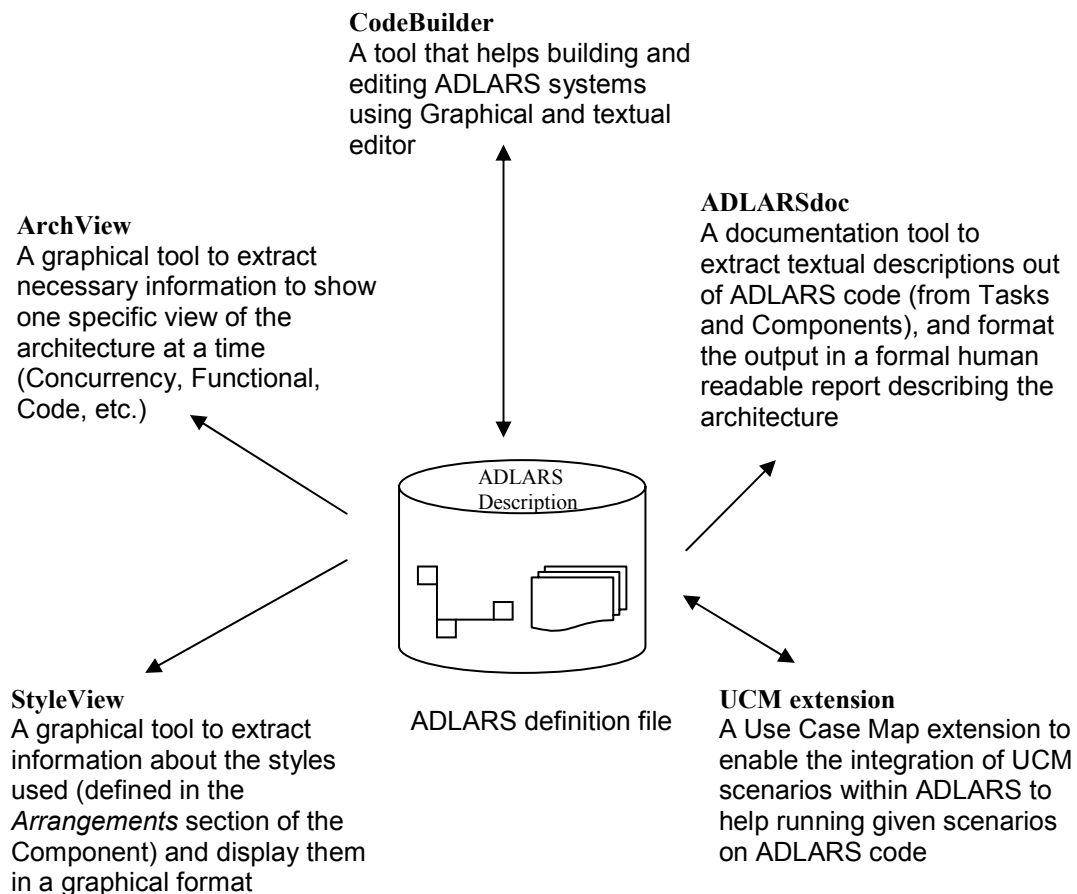 CodeBuilder
A tool that helps building and
editing ADLARS systems
using Graphical and textual
editor
ArchView
A graphical tool to extract
necessary information to show
one specific view of the
architecture at a time
(Concurrency, Functional,
Code, etc.)
ADLARSdoc
A documentation tool to
extract textual descriptions out
of ADLARS code (from Tasks
and Components), and format
the output in a formal human
readable report describing the
architecture
ADLARS
Description
StyleView
A graphical tool to extract
information about the styles
used (defined in the
Arrangements section of the
Component) and display them
in a graphical format
ADLARS definition file
UCM extension
A Use Case Map extension to
enable the integration of UCM
scenarios within ADLARS to
help running given scenarios
on ADLARS code